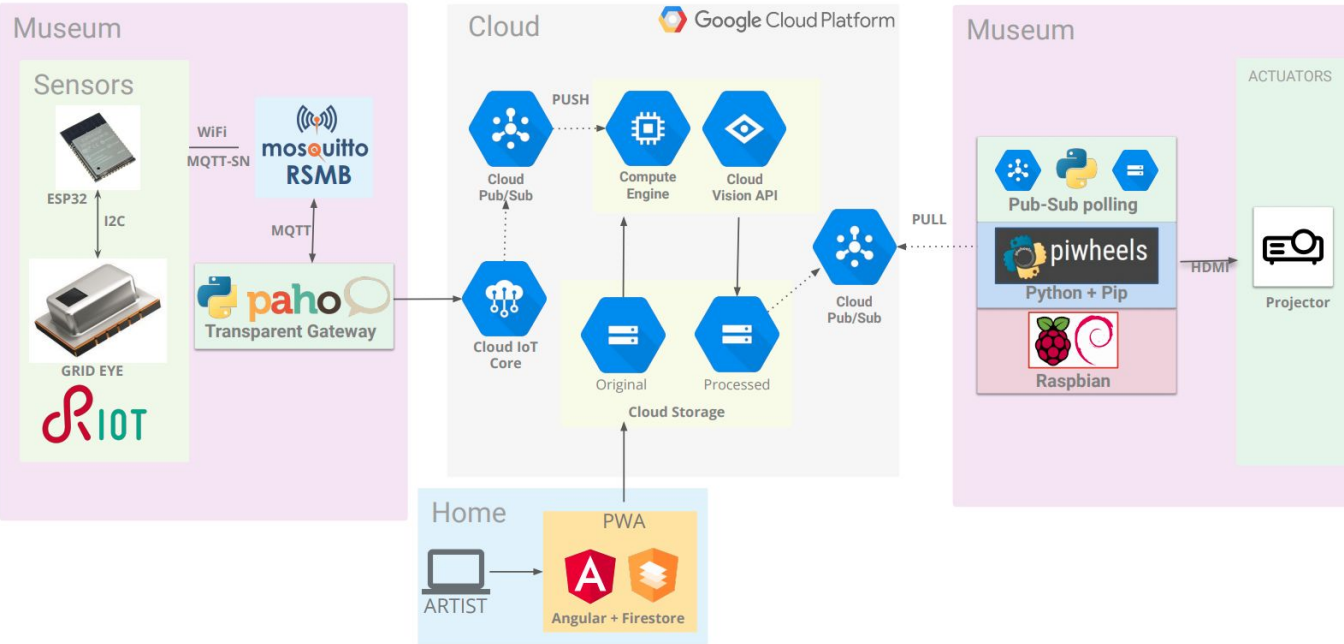 Museum
Sensors
ESP32
I2C
GRID EYE
RIOT
WiFi
MQTT-SN
mosquitto
RSMB
MQTT
paho
Transparent Gateway
Cloud
Google Cloud Platform
PUSH
Cloud
Pub/Sub
Compute
Engine
Cloud
Vision API
Cloud IoT
Core
Original
Processed
Cloud Storage
Cloud
Pub/Sub
PULL
Home
ARTIST
PWA
A
Angular + Firestore
Museum
Pub-Sub polling
piwheels
Python + Pip
Raspbian
HDMI
ACTUATORS
Projector